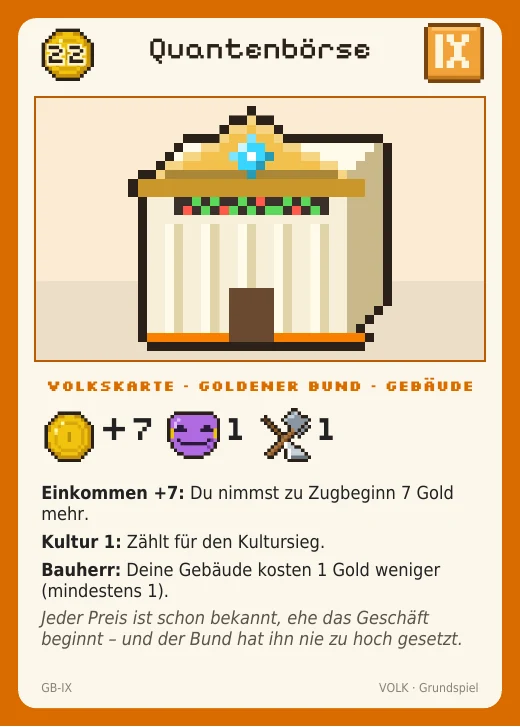 22
Quantenbörse
IX
VOLKSKARTE · GOLDENER BUND · GEBÄUDE
+7 1 1
Einkommen +7: Du nimmst zu Zugbeginn 7 Gold
mehr.
Kultur 1: Zählt für den Kultursieg.
Bauherr: Deine Gebäude kosten 1 Gold weniger
(mindestens 1).
Jeder Preis ist schon bekannt, ehe das Geschäft
beginnt – und der Bund hat ihn nie zu hoch gesetzt.
GB-IX
VOLK · Grundspiel